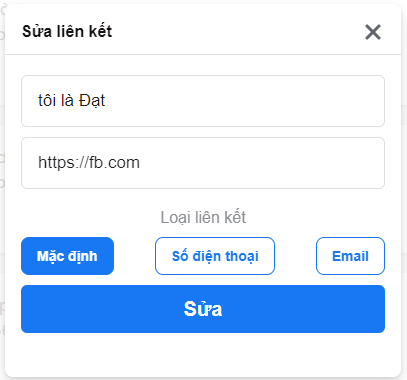 Sửa liên kết
tôi là Đạt
https://fb.com
Loại liên kết
Mặc định Số điện thoại Email
Sửa